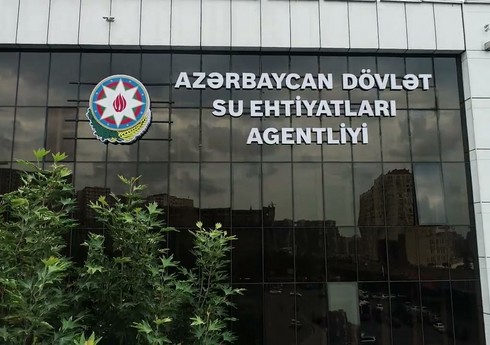 AZƏRBAYCAN DÖVLƏT
SU EHTİYATLARI
AGENTLİYİ